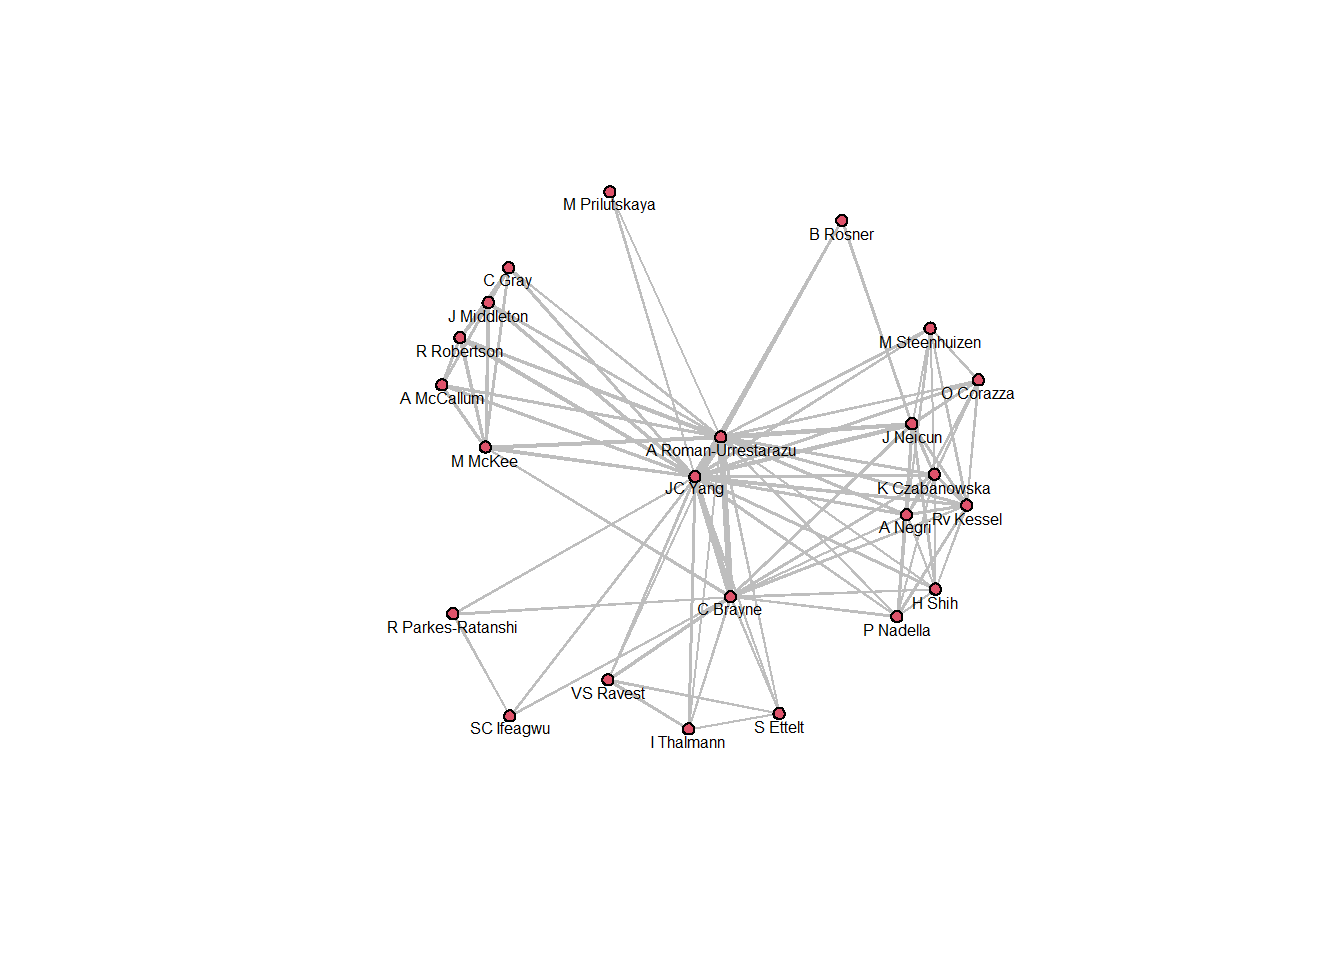 M Prilutskaya
B Rosner
C Gray
J Middleton
M Steenhuizen
R Robertson
O Corazza
A McCallum
J Neicun
A Roman-Urrestarazu
M McKee
JC Yang
K Czabanowska
Rv Kessel
A Negri
H Shih
C Brayne
R Parkes-Ratanshi
P Nadella
VS Ravest
SC Ifeagwu
S Ettelt
I Thalmann